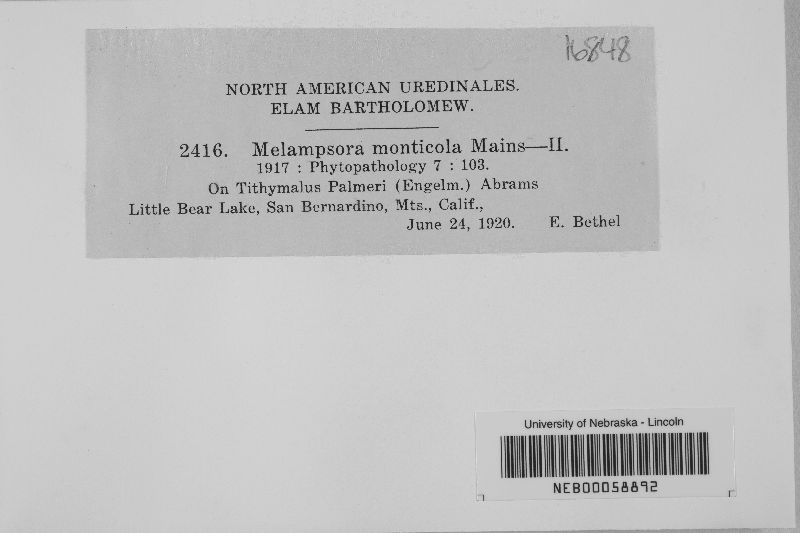 16848
NORTH AMERICAN UREDINALES.
ELAM BARTHOLOMEW.
2416. Melampsora monticola Mains—II.
1917 : Phytopathology 7 : 103.
On Tithymalus Palmeri (Engelm.) Abrams
Little Bear Lake, San Bernardino, Mts., Calif.,
June 24, 1920. E. Bethel
University of Nebraska - Lincoln
NEB00058892